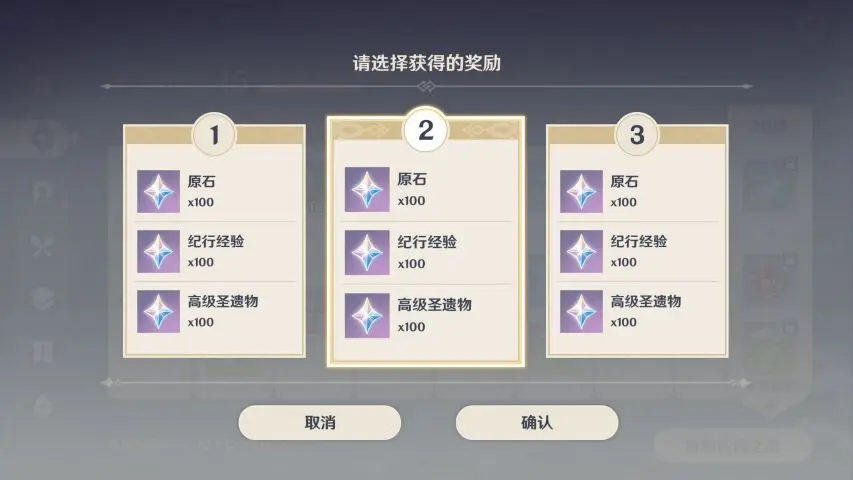 请选择获得的奖励
1
原石
x100
纪行经验
x100
高级圣遗物
x100
2
原石
x100
纪行经验
x100
高级圣遗物
x100
3
原石
x100
纪行经验
x100
高级圣遗物
x100
取消
确认